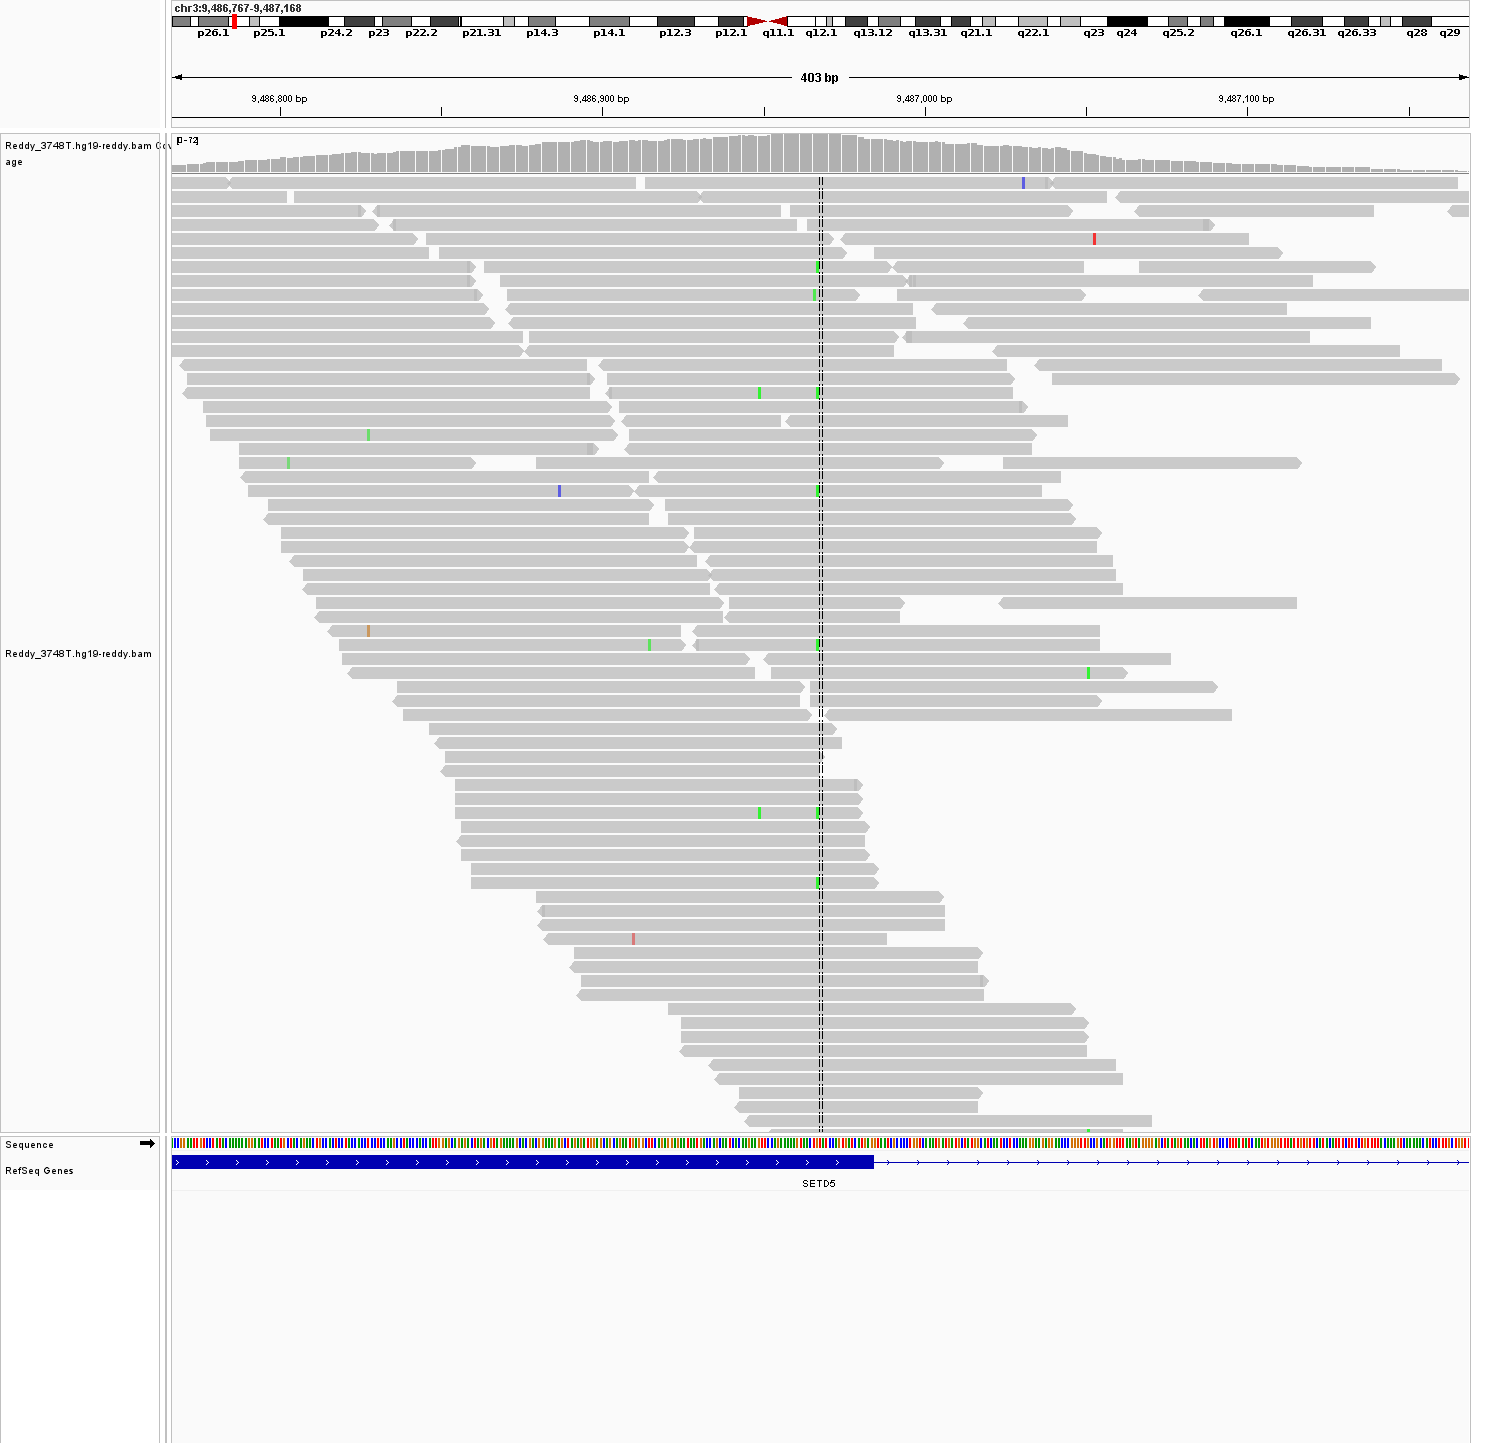 chr3:9,486,767-9,487,168
p26.1 p25.1 p24.2 p23 p22.2 p21.31 p14.3 p14.1 p12.3 p12.1 q11.1 q12.1 q13.12 q13.31 q21.1 q22.1 q23 q24 q25.2 q26.1 q26.31 q26.33 q28 q29
403 bp
9,486,800 bp 9,486,900 bp 9,487,000 bp 9,487,100 bp
Reddy_3748T.hg19-reddy.bam Cov
age
[0-72]
Reddy_3748T.hg19-reddy.bam
Sequence
RefSeq Genes
SETD5